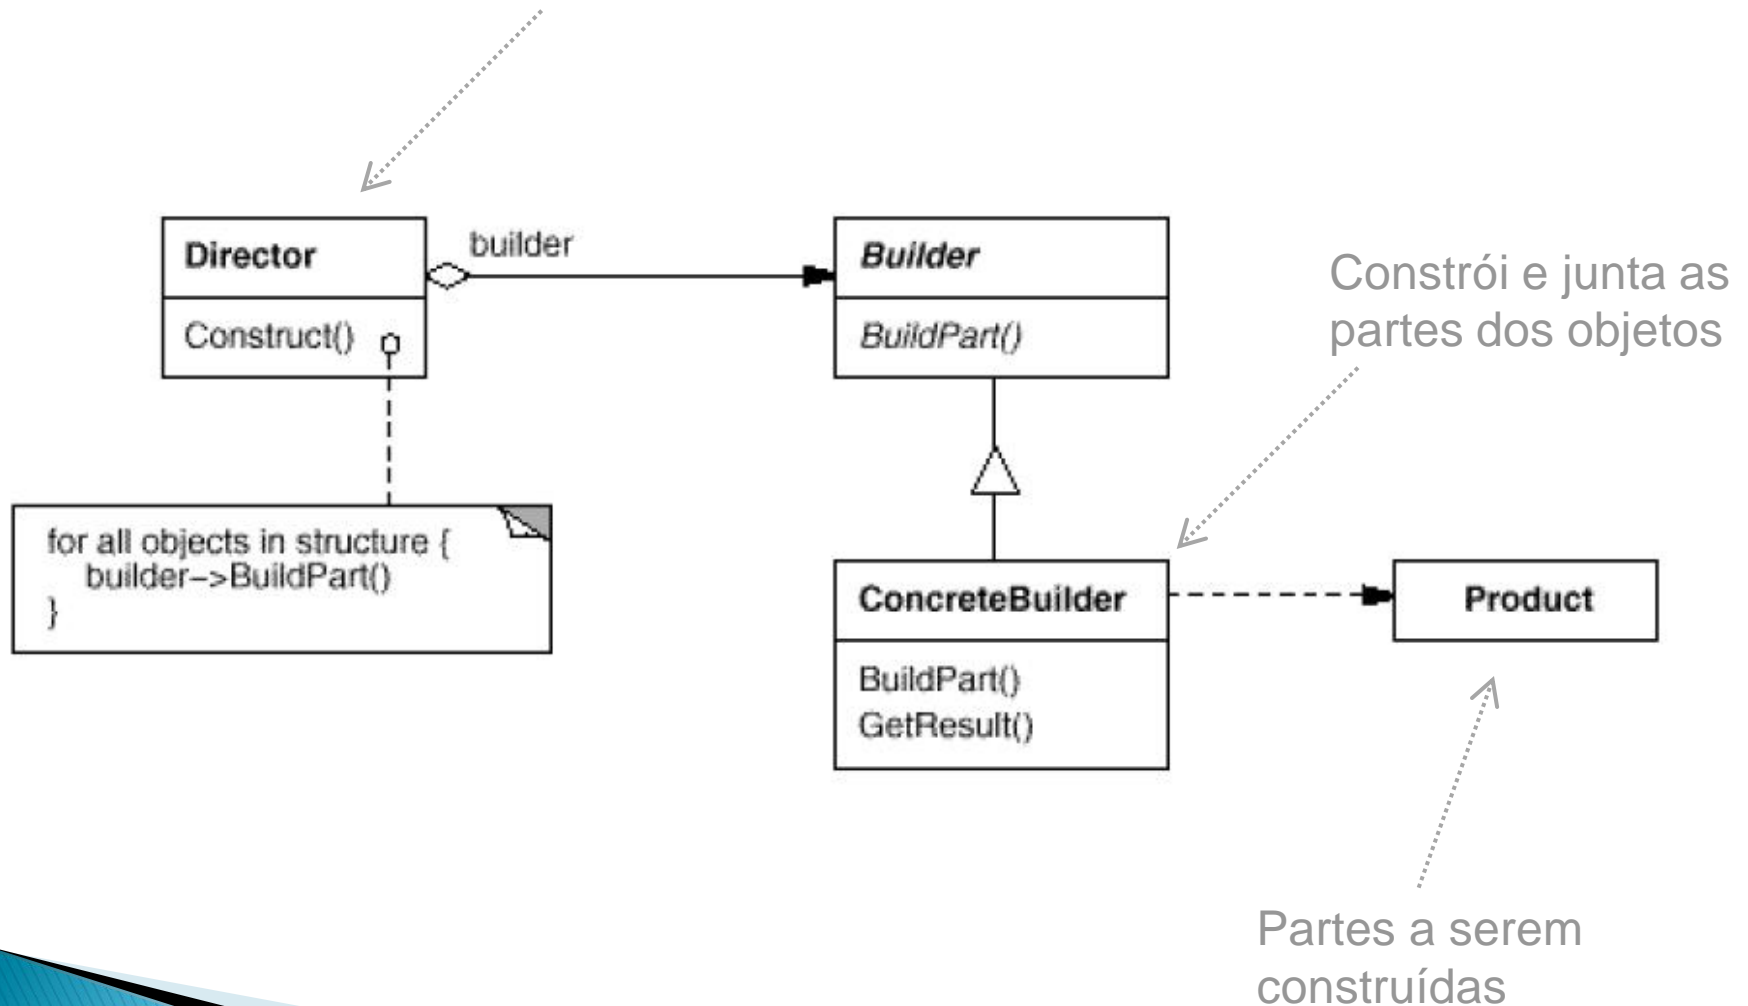 Director
Construct()
builder
Builder
BuildPart()
Constrói e junta as
partes dos objetos
for all objects in structure {
builder–>BuildPart()
}
ConcreteBuilder
BuildPart()
GetResult()
Product
Partes a serem
construídas